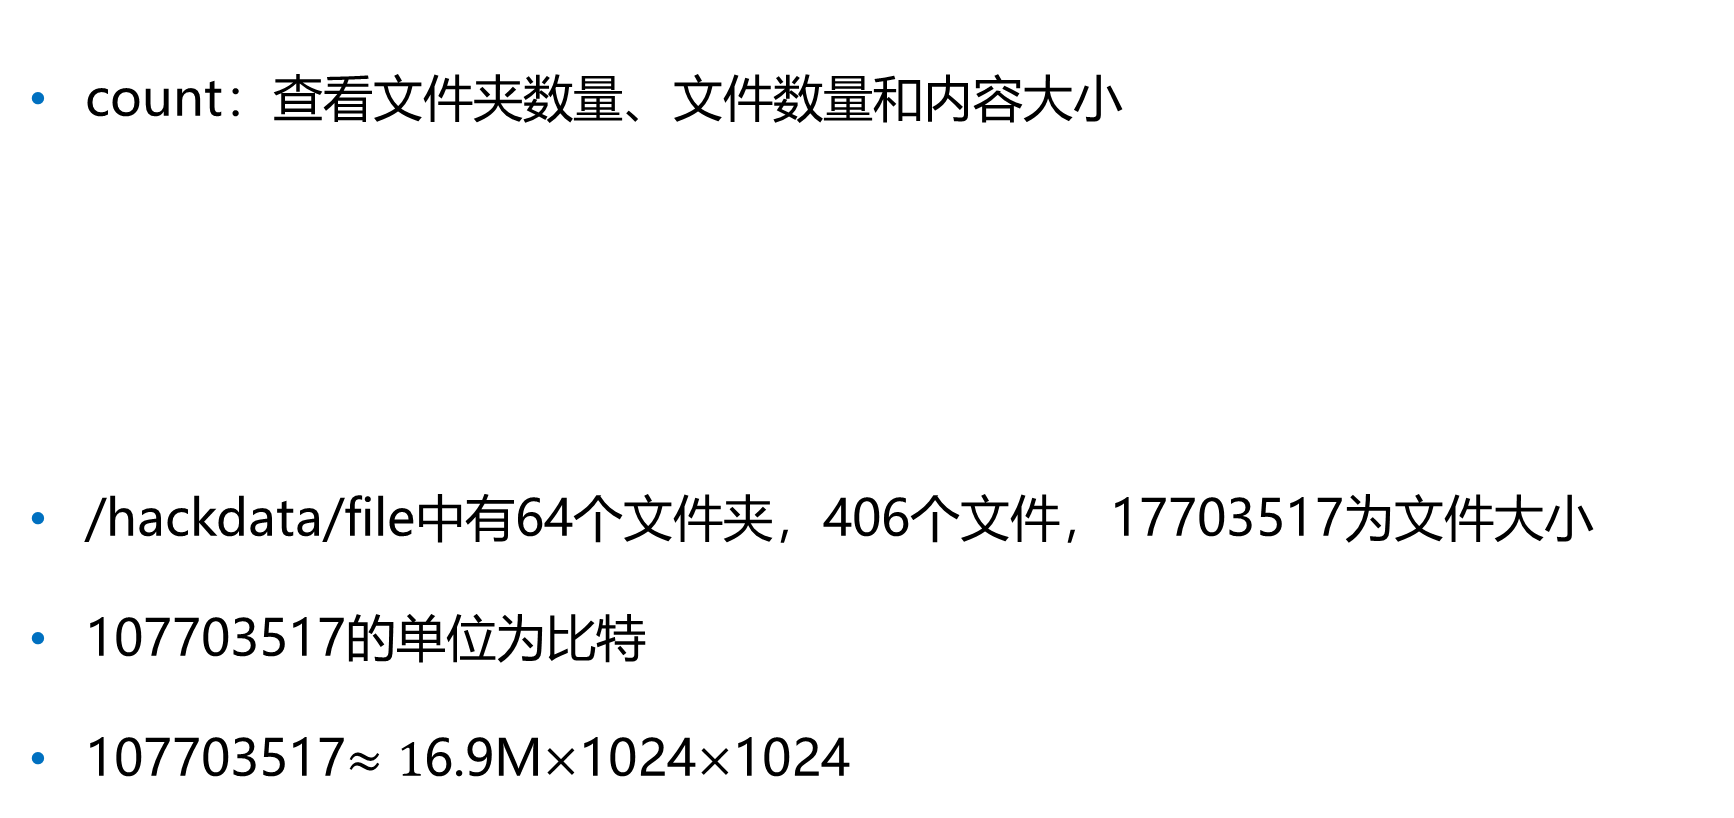 • count：查看文件夹数量、文件数量和内容大小
• /hackdata/file中有64个文件夹，406个文件，17703517为文件大小
• 107703517的单位为比特
• 107703517≈ 16.9M×1024×1024